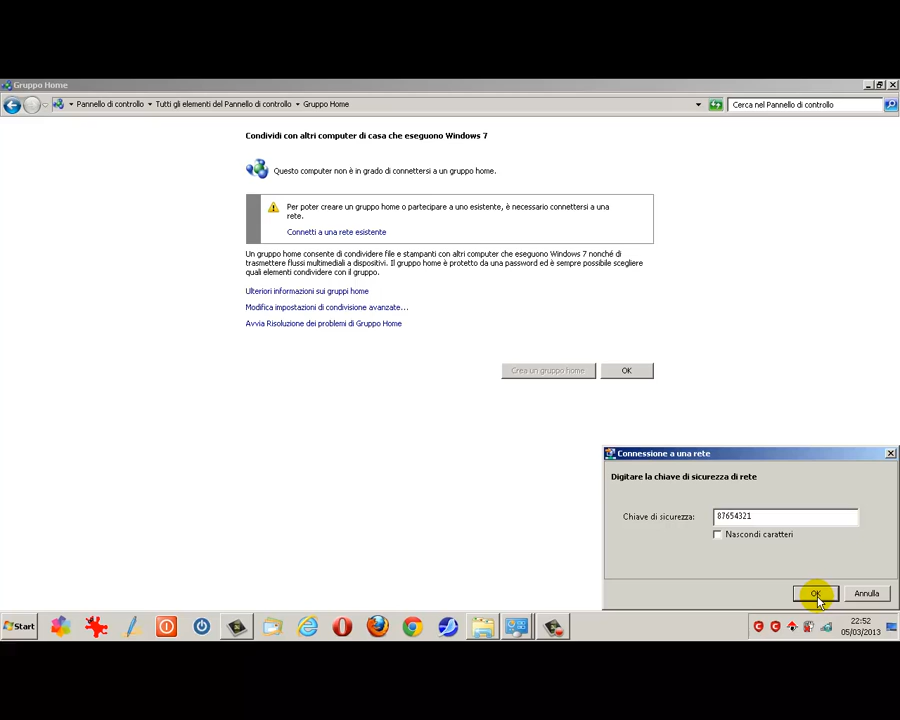 Gruppo Home
Pannello di controllo
Tutti gli elementi del Pannello di controllo
Gruppo Home
Cerca nel Pannello di controllo
Condividi con altri computer di casa che eseguono Windows 7
Questo computer non è in grado di connettersi a un gruppo home.
Per poter creare un gruppo home o partecipare a uno esistente, è necessario connettersi a una
rete.
Connetti a una rete esistente
Un gruppo home consente di condividere file e stampanti con altri computer che eseguono Windows 7 nonché di
trasmettere flussi multimediali a dispositivi. Il gruppo home è protetto da una password ed è sempre possibile scegliere
quali elementi condividere con il gruppo.
Ulteriori informazioni sui gruppi home
Modifica impostazioni di condivisione avanzate...
Avvia Risoluzione dei problemi di Gruppo Home
Crea un gruppo home
OK
Connessione a una rete
Digitare la chiave di sicurezza di rete
Chiave di sicurezza:
87654321
Nascondi caratteri
OK
Annulla
Start
22:52
05/03/2013